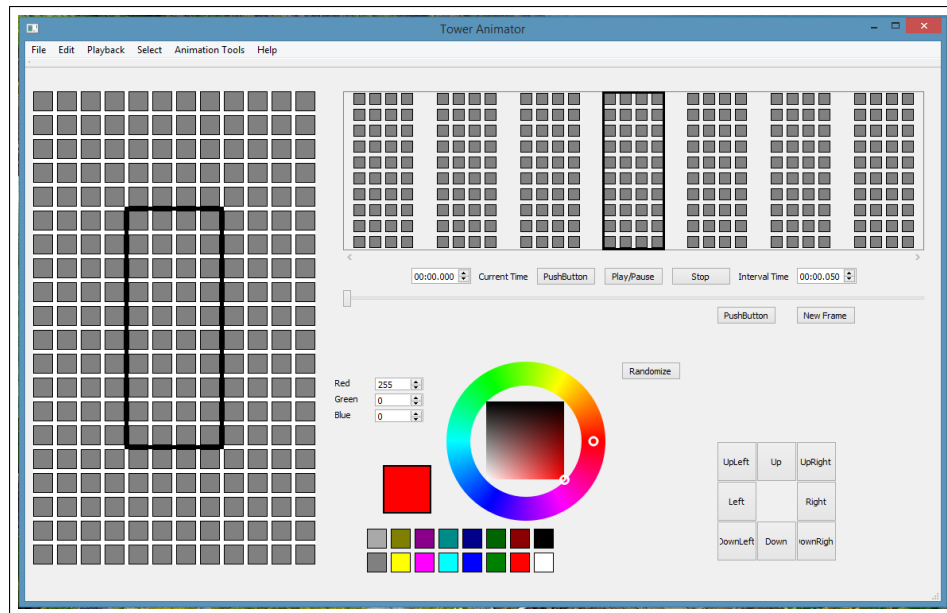 Tower Animator
File Edit Playback Select Animation Tools Help
00:00.000 Current Time PushButton Play/Pause Stop Interval Time 00:00.050
PushButton New Frame
Randomize
Red 255
Green 0
Blue 0
UpLeft Up UpRight
Left Right
DownLeft Down ownRigh